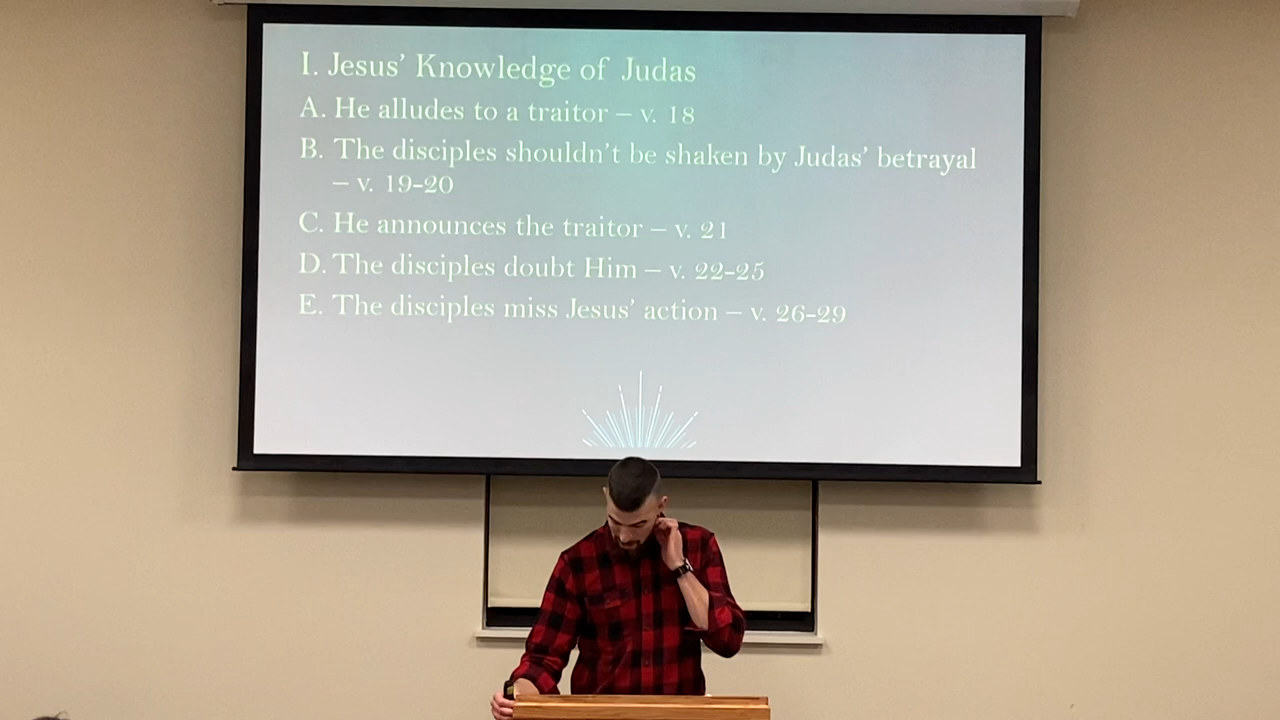 I. Jesus’ Knowledge of Judas
A. He alludes to a traitor – v. 18
B. The disciples shouldn’t be shaken by Judas’ betrayal
– v. 19-20
C. He announces the traitor – v. 21
D. The disciples doubt Him – v. 22-25
E. The disciples miss Jesus’ action – v. 26-29